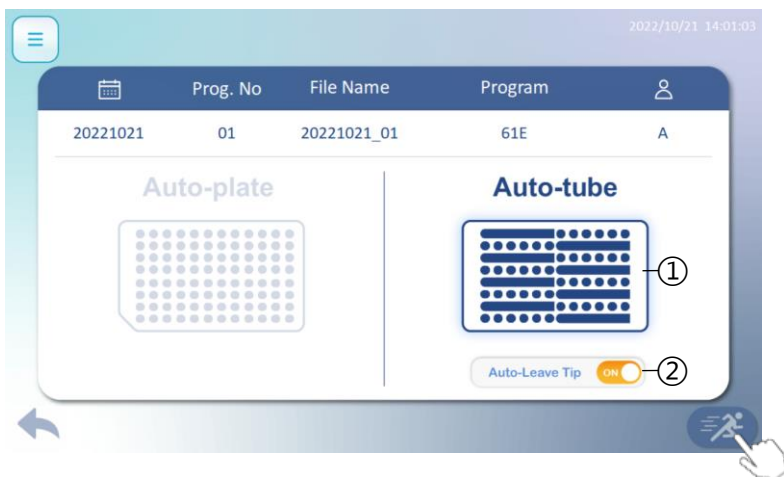 2022/10/21 14:01:03
Prog. No File Name Program
20221021 01 20221021_01 61E A
Auto-plate Auto-tube
①
Auto-Leave Tip ON ②